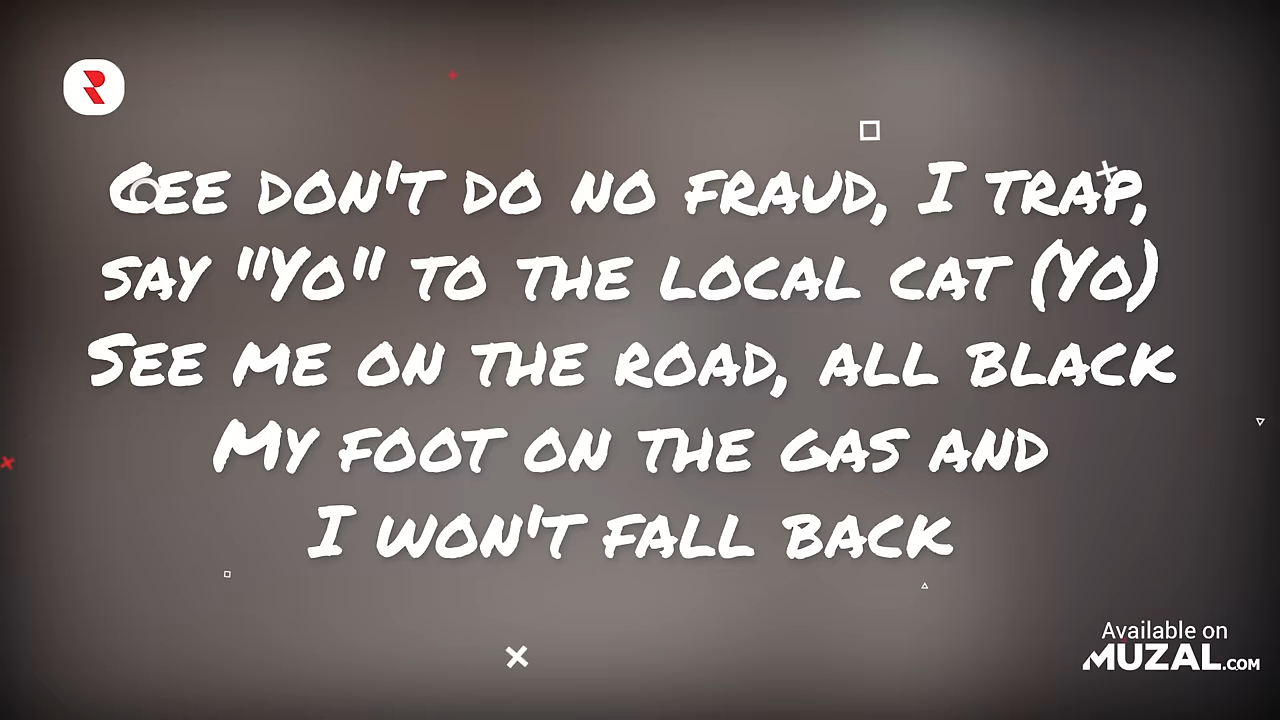 Gee don't do no fraud, I trap,
say "Yo" to the local cat (Yo)
See me on the road, all black
My foot on the gas and
I won't fall back
Available on
MUZAL.COM